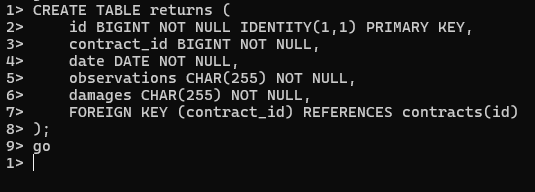 1> CREATE TABLE returns (
2>     id BIGINT NOT NULL IDENTITY(1,1) PRIMARY KEY,
3>     contract_id BIGINT NOT NULL,
4>     date DATE NOT NULL,
5>     observations CHAR(255) NOT NULL,
6>     damages CHAR(255) NOT NULL,
7>     FOREIGN KEY (contract_id) REFERENCES contracts(id)
8> );
9> go
1>